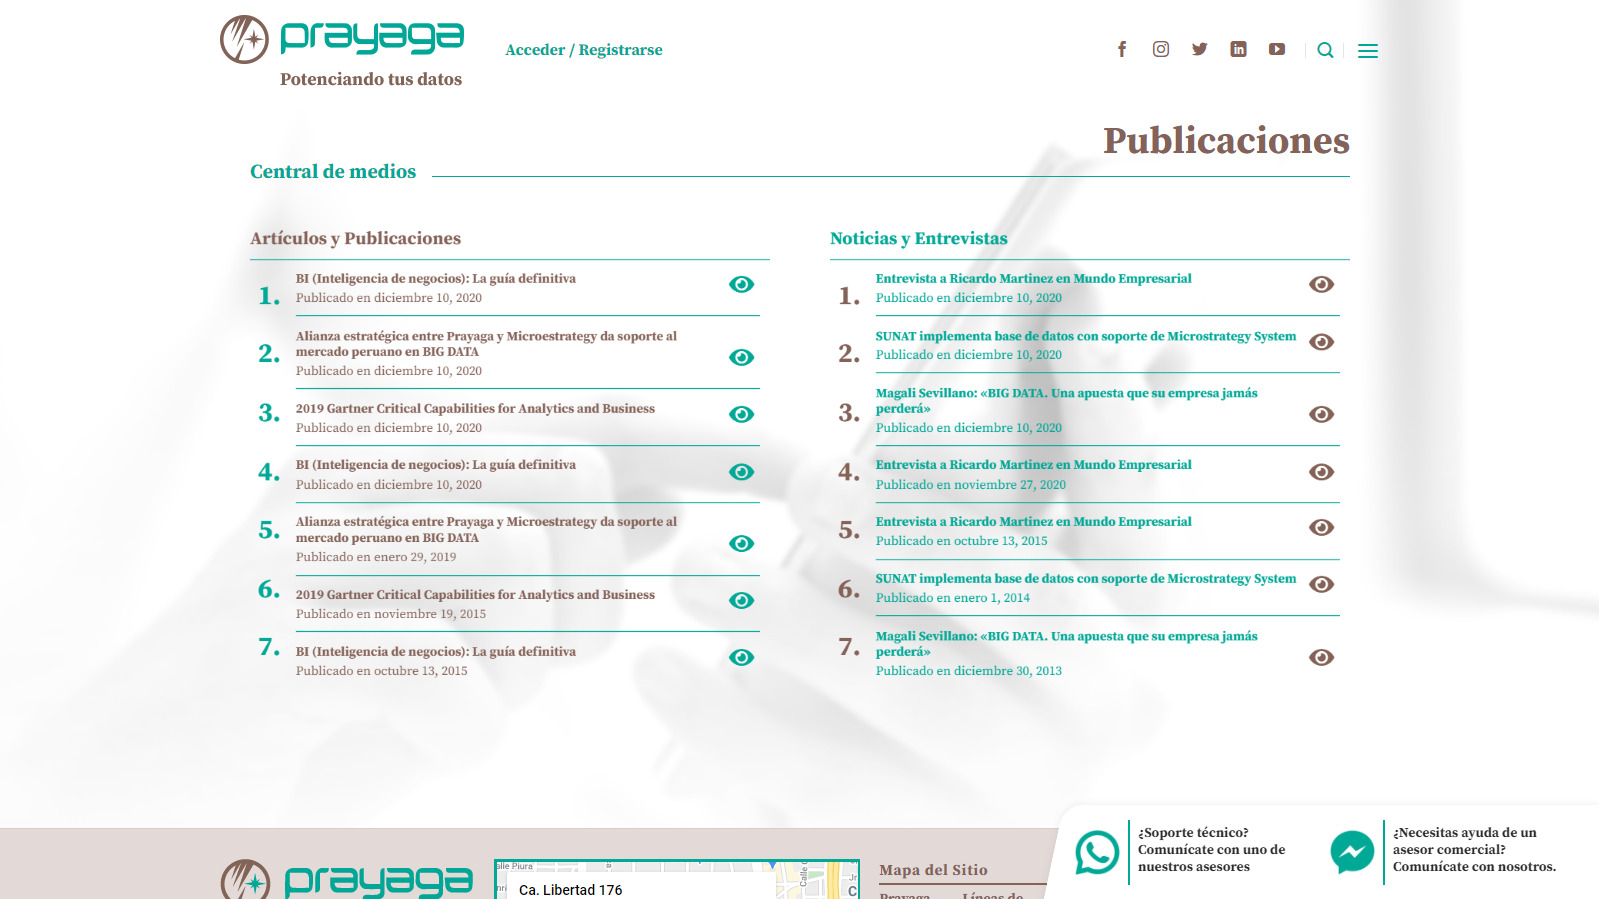 prayaga
Potenciando tus datos
Acceder / Registrarse
Publicaciones
Central de medios
Artículos y Publicaciones
1.
BI (Inteligencia de negocios): La guía definitiva
Publicado en diciembre 10, 2020
2.
Alianza estratégica entre Prayaga y Microestrategy da soporte al
mercado peruano en BIG DATA
Publicado en diciembre 10, 2020
3.
2019 Gartner Critical Capabilities for Analytics and Business
Publicado en diciembre 10, 2020
4.
BI (Inteligencia de negocios): La guía definitiva
Publicado en diciembre 10, 2020
5.
Alianza estratégica entre Prayaga y Microestrategy da soporte al
mercado peruano en BIG DATA
Publicado en enero 29, 2019
6.
2019 Gartner Critical Capabilities for Analytics and Business
Publicado en noviembre 19, 2015
7.
BI (Inteligencia de negocios): La guía definitiva
Publicado en octubre 13, 2015
Noticias y Entrevistas
1.
Entrevista a Ricardo Martinez en Mundo Empresarial
Publicado en diciembre 10, 2020
2.
SUNAT implementa base de datos con soporte de Microstrategy System
Publicado en diciembre 10, 2020
3.
Magali Sevillano: «BIG DATA. Una apuesta que su empresa jamás
perderá»
Publicado en diciembre 10, 2020
4.
Entrevista a Ricardo Martinez en Mundo Empresarial
Publicado en noviembre 27, 2020
5.
Entrevista a Ricardo Martinez en Mundo Empresarial
Publicado en octubre 13, 2015
6.
SUNAT implementa base de datos con soporte de Microstrategy System
Publicado en enero 1, 2014
7.
Magali Sevillano: «BIG DATA. Una apuesta que su empresa jamás
perderá»
Publicado en diciembre 30, 2013
prayaga
alle Piura
Ca. Libertad 176
Calle
Jr
C
Mapa del Sitio
Prayaga
Líneas de
¿Soporte técnico?
Comunícate con uno de
nuestros asesores
¿Necesitas ayuda de un
asesor comercial?
Comunícate con nosotros.